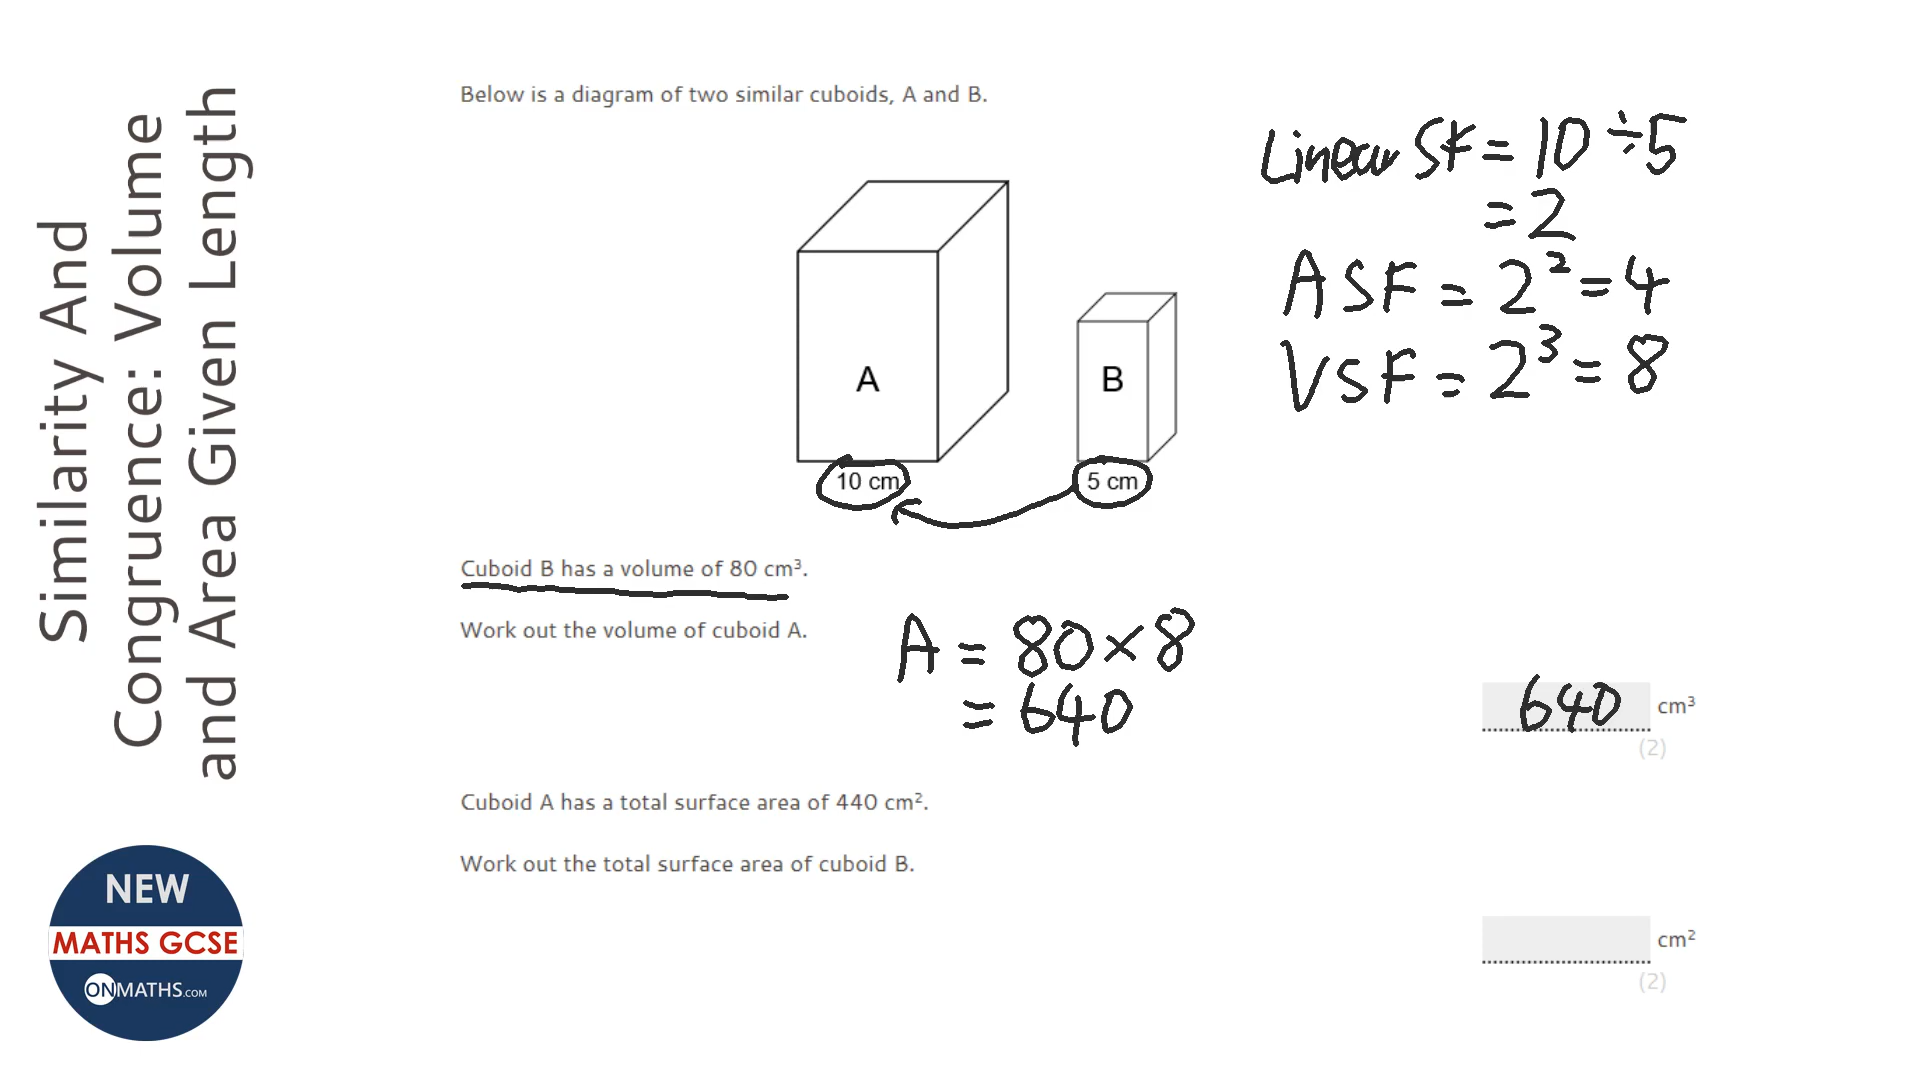 Similarity And
Congruence: Volume
and Area Given Length
Below is a diagram of two similar cuboids, A and B.
Linear SF = 10 ÷ 5
= 2
ASF = 2² = 4
VSF = 2³ = 8
A
B
10 cm
5 cm
Cuboid B has a volume of 80 cm³.
Work out the volume of cuboid A.
A = 80 × 8
= 640
640 cm³
(2)
Cuboid A has a total surface area of 440 cm².
Work out the total surface area of cuboid B.
cm²
(2)
NEW
MATHS GCSE
ONMATHS.COM